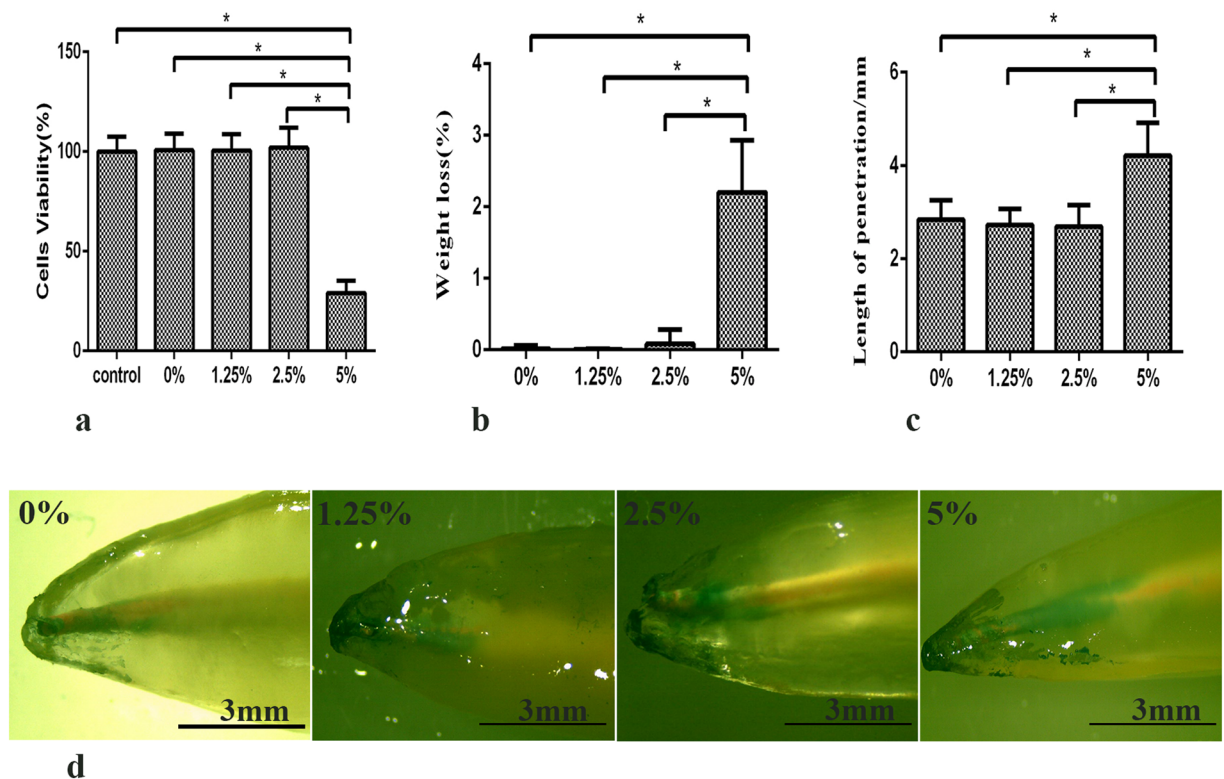 * * * *
Cells Viability(%)
150
100
50
0
control 0% 1.25% 2.5% 5%
a
* * *
Weight loss(%)
4
3
2
1
0
0% 1.25% 2.5% 5%
b
* * *
Length of penetration/mm
6
4
2
0
0% 1.25% 2.5% 5%
c
0% 1.25% 2.5% 5%
3mm 3mm 3mm 3mm
d